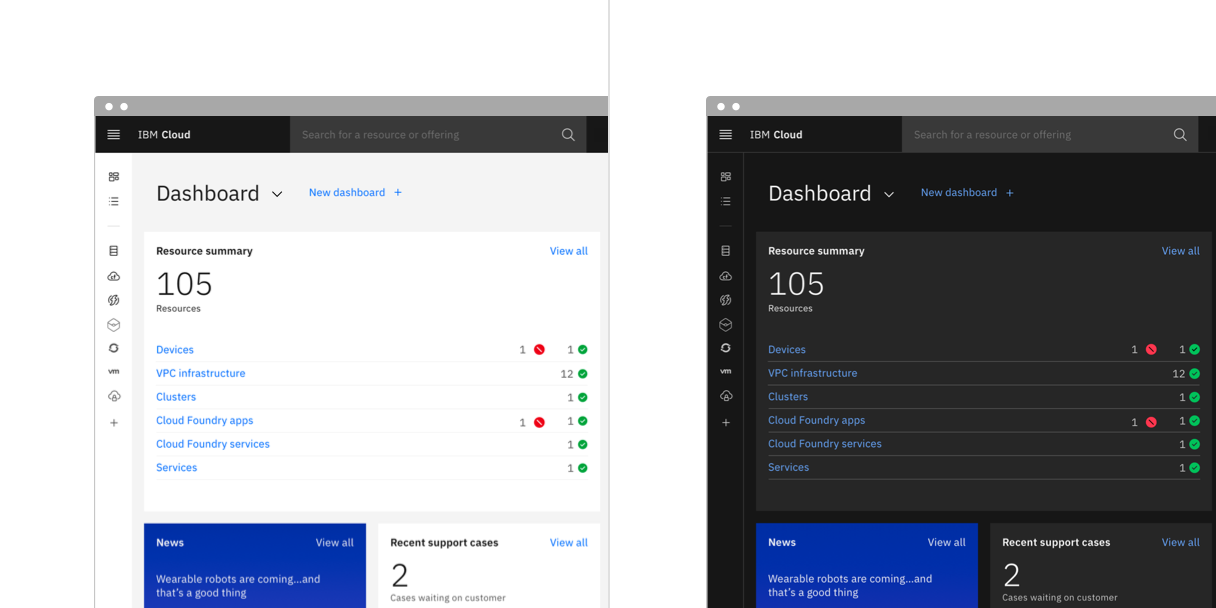 IBM Cloud
Search for a resource or offering
Dashboard
New dashboard +
Resource summary
View all
105
Resources
Devices 1 1
VPC infrastructure 12
Clusters 1
Cloud Foundry apps 1 1
Cloud Foundry services 1
Services 1
vm
News
View all
Wearable robots are coming...and
that's a good thing
Recent support cases
View all
2
Cases waiting on customer
IBM Cloud
Search for a resource or offering
Dashboard
New dashboard +
Resource summary
View all
105
Resources
Devices 1 1
VPC infrastructure 12
Clusters 1
Cloud Foundry apps 1 1
Cloud Foundry services 1
Services 1
vm
News
View all
Wearable robots are coming...and
that's a good thing
Recent support cases
View all
2
Cases waiting on customer